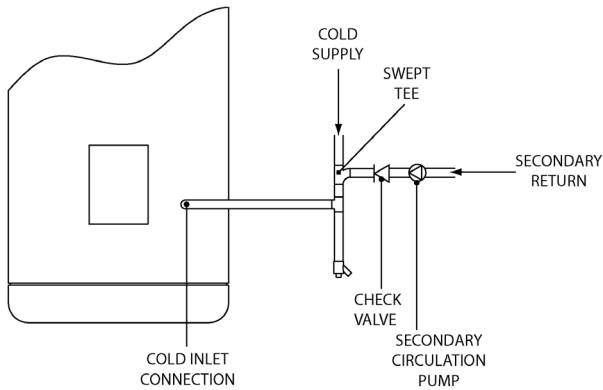 COLD
SUPPLY
SWEPT
TEE
SECONDARY
RETURN
CHECK
VALVE
SECONDARY
CIRCULATION
PUMP
COLD INLET
CONNECTION